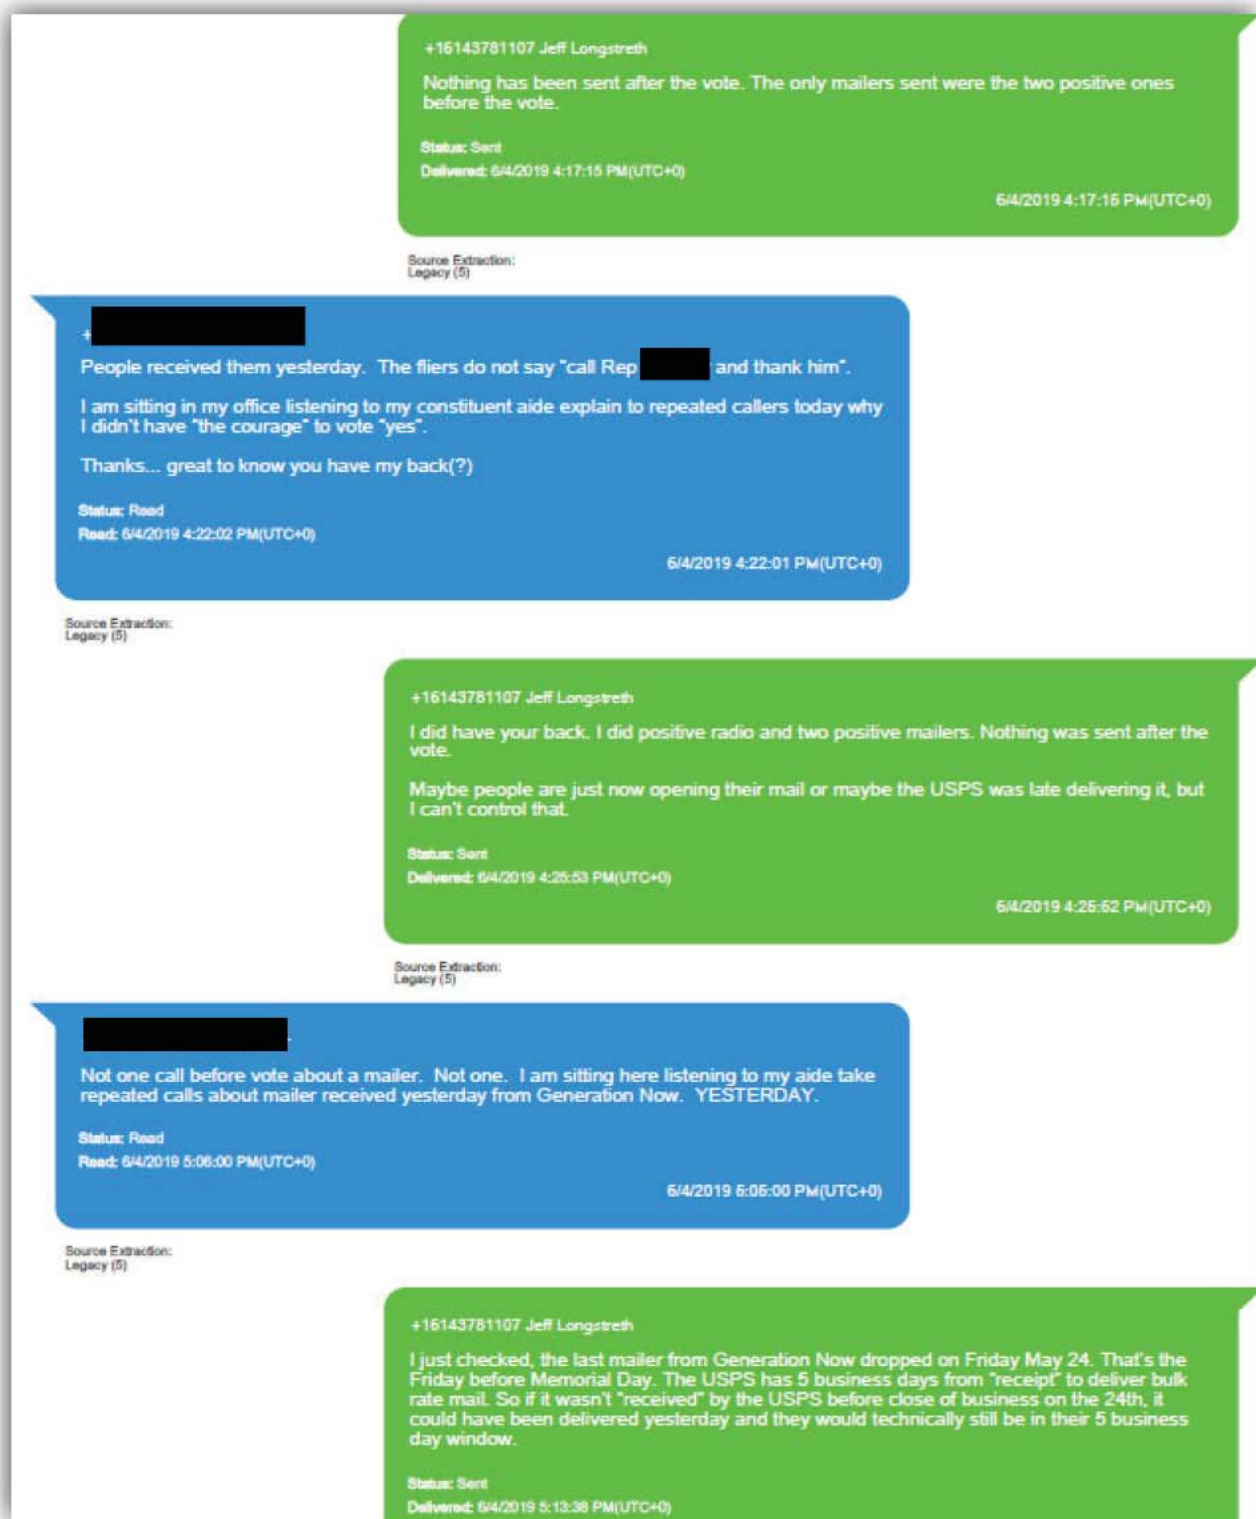 +16143781107 Jeff Longstreth
Nothing has been sent after the vote. The only mailers sent were the two positive ones
before the vote.
Status: Sent
Delivered: 6/4/2019 4:17:15 PM(UTC+0)
6/4/2019 4:17:15 PM(UTC+0)
Source Extraction:
Legacy (5)
+
People received them yesterday. The fliers do not say "call Rep and thank him".
I am sitting in my office listening to my constituent aide explain to repeated callers today why
I didn't have "the courage" to vote "yes".
Thanks... great to know you have my back(?)
Status: Read
Read: 6/4/2019 4:22:02 PM(UTC+0)
6/4/2019 4:22:01 PM(UTC+0)
Source Extraction:
Legacy (5)
+16143781107 Jeff Longstreth
I did have your back. I did positive radio and two positive mailers. Nothing was sent after the
vote.
Maybe people are just now opening their mail or maybe the USPS was late delivering it, but
I can't control that.
Status: Sent
Delivered: 6/4/2019 4:25:53 PM(UTC+0)
6/4/2019 4:25:52 PM(UTC+0)
Source Extraction:
Legacy (5)
Not one call before vote about a mailer. Not one. I am sitting here listening to my aide take
repeated calls about mailer received yesterday from Generation Now. YESTERDAY.
Status: Read
Read: 6/4/2019 5:06:00 PM(UTC+0)
6/4/2019 5:05:00 PM(UTC+0)
Source Extraction:
Legacy (5)
+16143781107 Jeff Longstreth
I just checked, the last mailer from Generation Now dropped on Friday May 24. That's the
Friday before Memorial Day. The USPS has 5 business days from "receipt" to deliver bulk
rate mail. So if it wasn't "received" by the USPS before close of business on the 24th, it
could have been delivered yesterday and they would technically still be in their 5 business
day window.
Status: Sent
Delivered: 6/4/2019 5:13:38 PM(UTC+0)